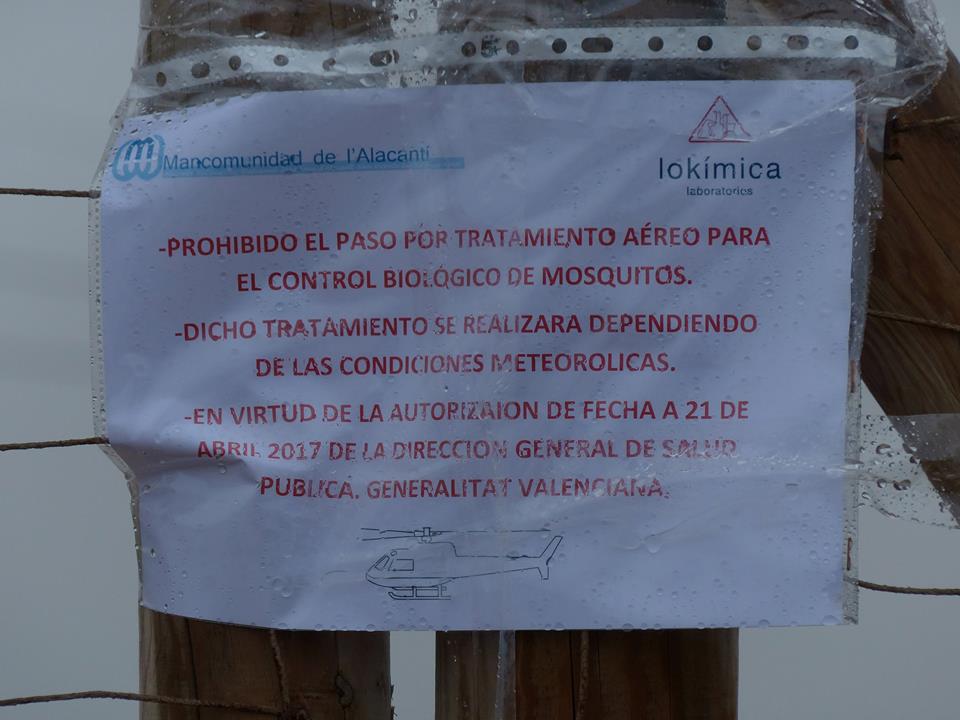 Mancomunidad de l'Alacantí
lokímica
laboratorios
-PROHIBIDO EL PASO POR TRATAMIENTO AÉREO PARA
EL CONTROL BIOLÓGICO DE MOSQUITOS.
-DICHO TRATAMIENTO SE REALIZARA DEPENDIENDO
DE LAS CONDICIONES METEOROLICAS.
-EN VIRTUD DE LA AUTORIZAION DE FECHA A 21 DE
ABRIL 2017 DE LA DIRECCION GENERAL DE SALUD
PUBLICA. GENERALITAT VALENCIANA.